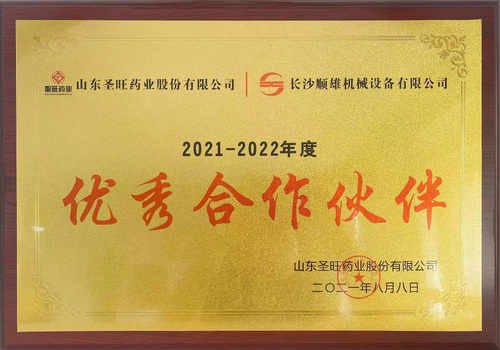 聖旺药业 山东圣旺药业股份有限公司 | 长沙顺雄机械设备有限公司
2021-2022年度
优秀合作伙伴
山东圣旺药业股份有限公司
二〇二一年八月八日